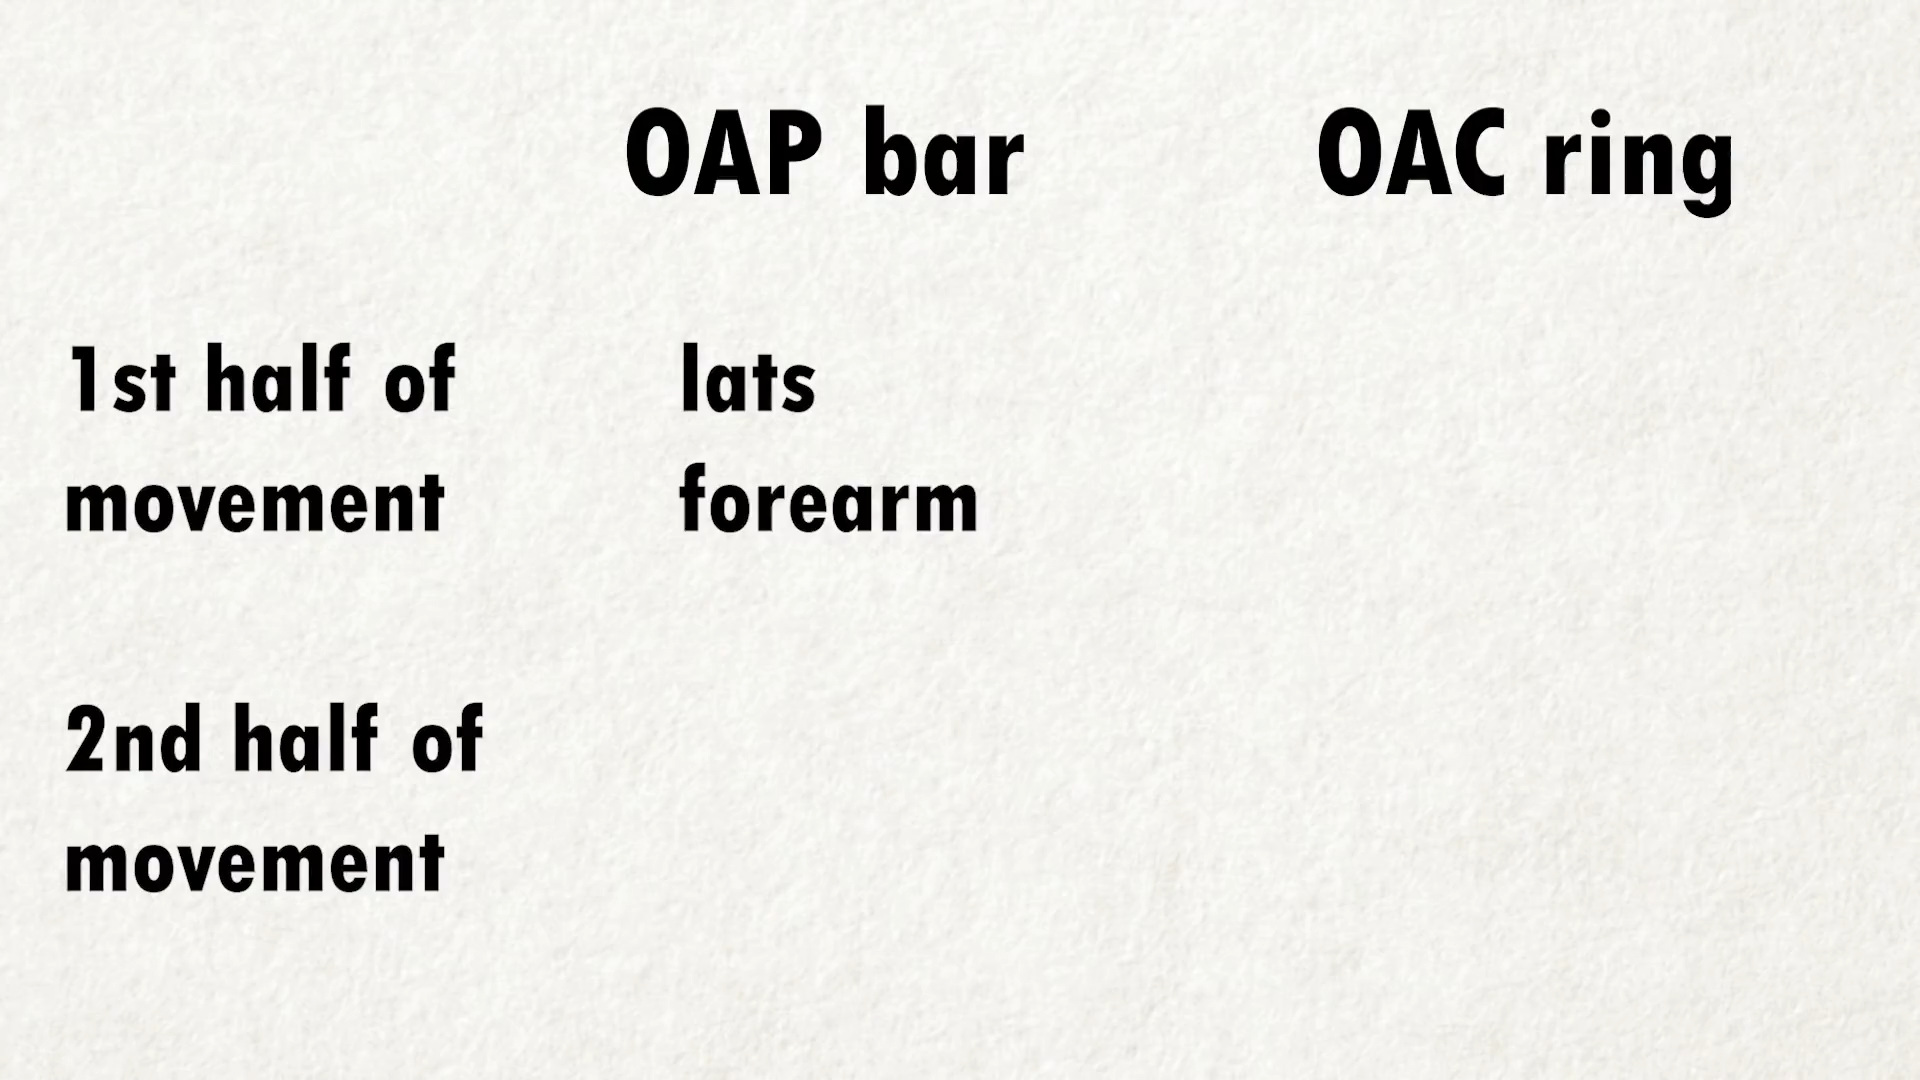 OAP bar OAC ring
1st half of lats
movement forearm
2nd half of
movement